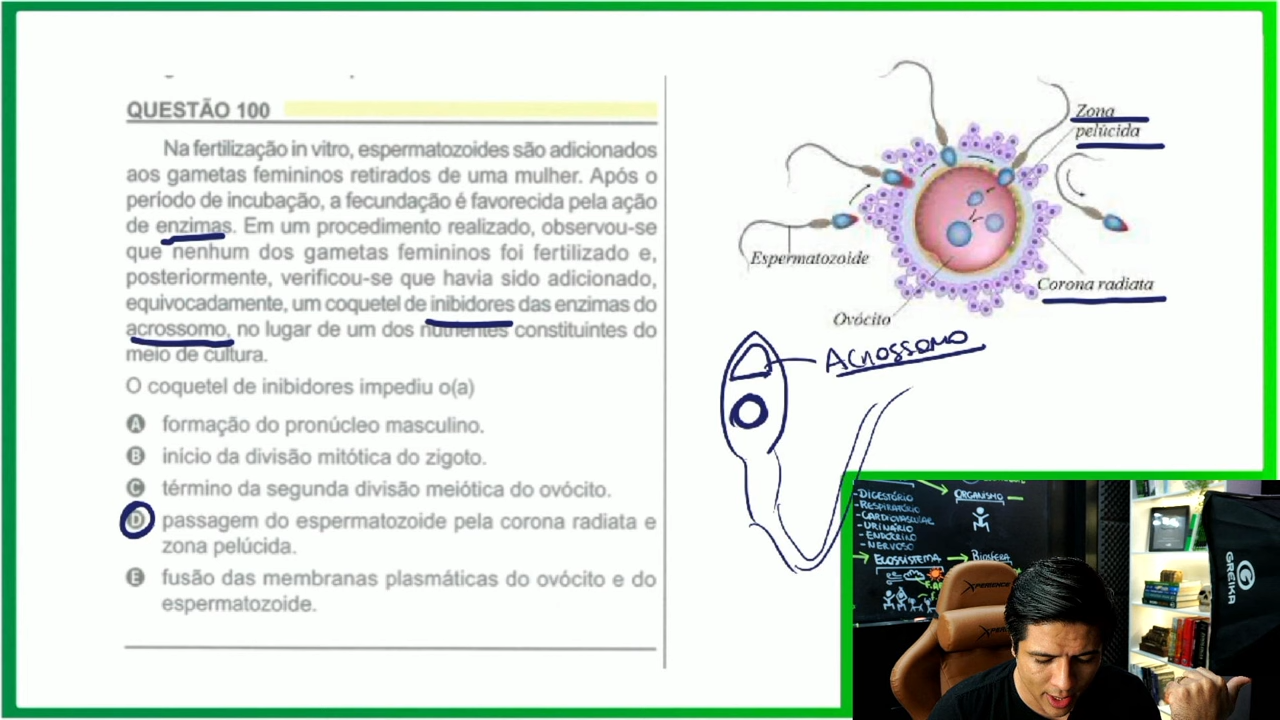 QUESTÃO 100
Na fertilização in vitro, espermatozoides são adicionados
aos gametas femininos retirados de uma mulher. Após o
período de incubação, a fecundação é favorecida pela ação
de enzimas. Em um procedimento realizado, observou-se
que nenhum dos gametas femininos foi fertilizado e,
posteriormente, verificou-se que havia sido adicionado,
equivocadamente, um coquetel de inibidores das enzimas do
acrossomo, no lugar de um dos nutrientes constituintes do
meio de cultura.
O coquetel de inibidores impediu o(a)
A formação do pronúcleo masculino.
B início da divisão mitótica do zigoto.
C término da segunda divisão meiótica do ovócito.
D passagem do espermatozoide pela corona radiata e
zona pelúcida.
E fusão das membranas plasmáticas do ovócito e do
espermatozoide.
Zona
pelúcida
Espermatozoide
Corona radiata
Ovócito
Acrossomo
-DIGESTÓRIO
-RESPIRATÓRIO
-CARDIOVASCULAR
-URINÁRIO
-ENDÓCRINO
-NERVOSO
ORGANISMO
ECOSSISTEMA
BIOSFERA
XPERIENCE
GREIKA